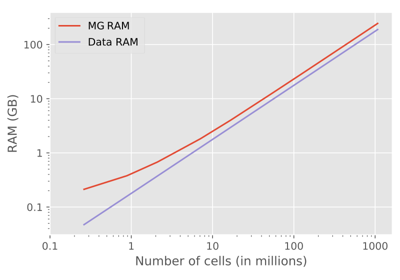 MG RAM
Data RAM
RAM (GB)
100
10
1
0.1
0.1 1 10 100 1000
Number of cells (in millions)